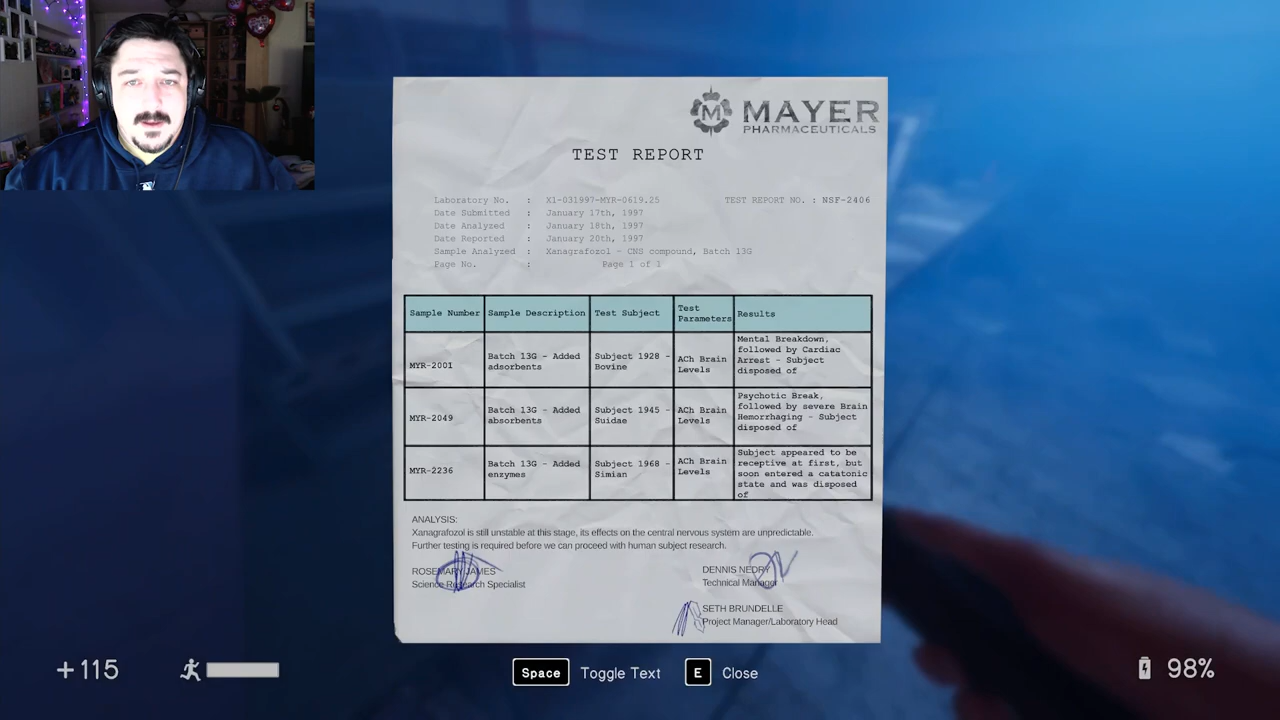 MAYER
PHARMACEUTICALS
TEST REPORT
Laboratory No. : X1-031997-MYR-0619.25 TEST REPORT NO. : NSF-2406
Date Submitted : January 17th, 1997
Date Analyzed : January 18th, 1997
Date Reported : January 20th, 1997
Sample Analyzed : Xanagrafozol - CNS compound, Batch 13G
Page No. : Page 1 of 1
Sample Number Sample Description Test Subject Test Parameters Results
MYR-2001 Batch 13G - Added adsorbents Subject 1928 - Bovine ACh Brain Levels Mental Breakdown, followed by Cardiac Arrest - Subject disposed of
MYR-2049 Batch 13G - Added absorbents Subject 1945 - Suidae ACh Brain Levels Psychotic Break, followed by severe Brain Hemorrhaging - Subject disposed of
MYR-2236 Batch 13G - Added enzymes Subject 1968 - Simian ACh Brain Levels Subject appeared to be receptive at first, but soon entered a catatonic state and was disposed of
ANALYSIS:
Xanagrafozol is still unstable at this stage, its effects on the central nervous system are unpredictable.
Further testing is required before we can proceed with human subject research.
ROSEMARY JAMES
Science Research Specialist
DENNIS NEDRY
Technical Manager
SETH BRUNDELLE
Project Manager/Laboratory Head
+115
Space Toggle Text E Close
98%